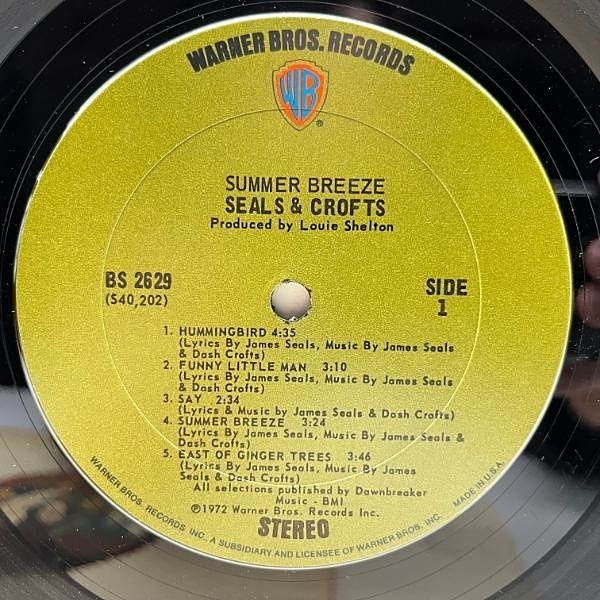 WARNER BROS. RECORDS
WB
®
SUMMER BREEZE
SEALS & CROFTS
Produced by Louie Shelton
BS 2629
(S40,202)
SIDE
1
1. HUMMINGBIRD 4:35
(Lyrics By James Seals, Music By James Seals
& Dash Crofts)
2. FUNNY LITTLE MAN 3:10
(Lyrics By James Seals, Music By James Seals
& Dash Crofts)
3. SAY 2:34
(Lyrics & Music by James Seals & Dash Crofts)
4. SUMMER BREEZE 3:24
(Lyrics By James Seals, Music By James Seals &
Dash Crofts)
5. EAST OF GINGER TREES 3:46
(Lyrics By James Seals, Music By James
Seals & Dash Crofts)
All selections published by Dawnbreaker
Music - BMI
©1972 Warner Bros. Records Inc.
STEREO
WARNER BROS. RECORDS INC. A SUBSIDIARY AND LICENSEE OF WARNER BROS. INC. MADE IN U.S.A.